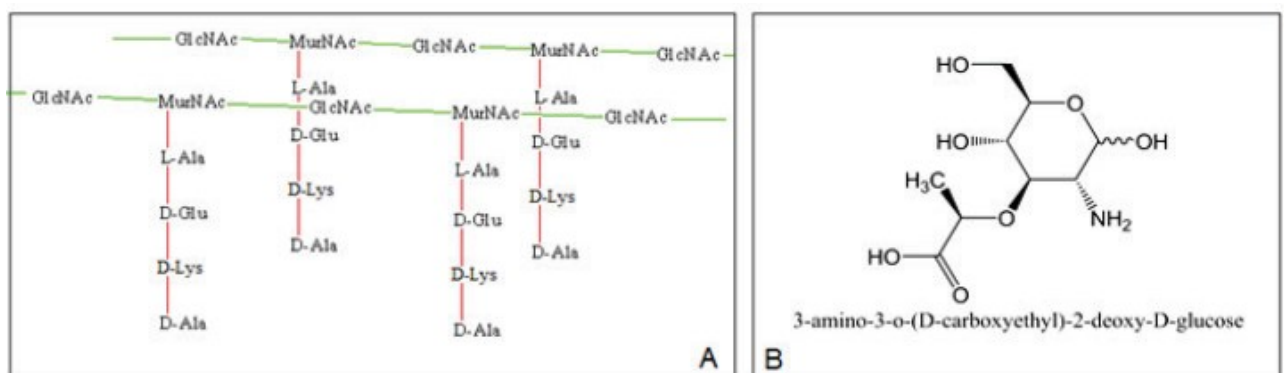 GlcNAc MurNAc GlcNAc MurNAc GlcNAc
GlcNAc MurNAc GlcNAc MurNAc GlcNAc
L-Ala L-Ala
D-Glu D-Glu
D-Lys D-Lys
D-Ala D-Ala
L-Ala L-Ala
D-Glu D-Glu
D-Lys D-Lys
D-Ala D-Ala
A
HO
O
HO
OH
H₃C
O
NH₂
HO
O
3-amino-3-o-(D-carboxyethyl)-2-deoxy-D-glucose
B